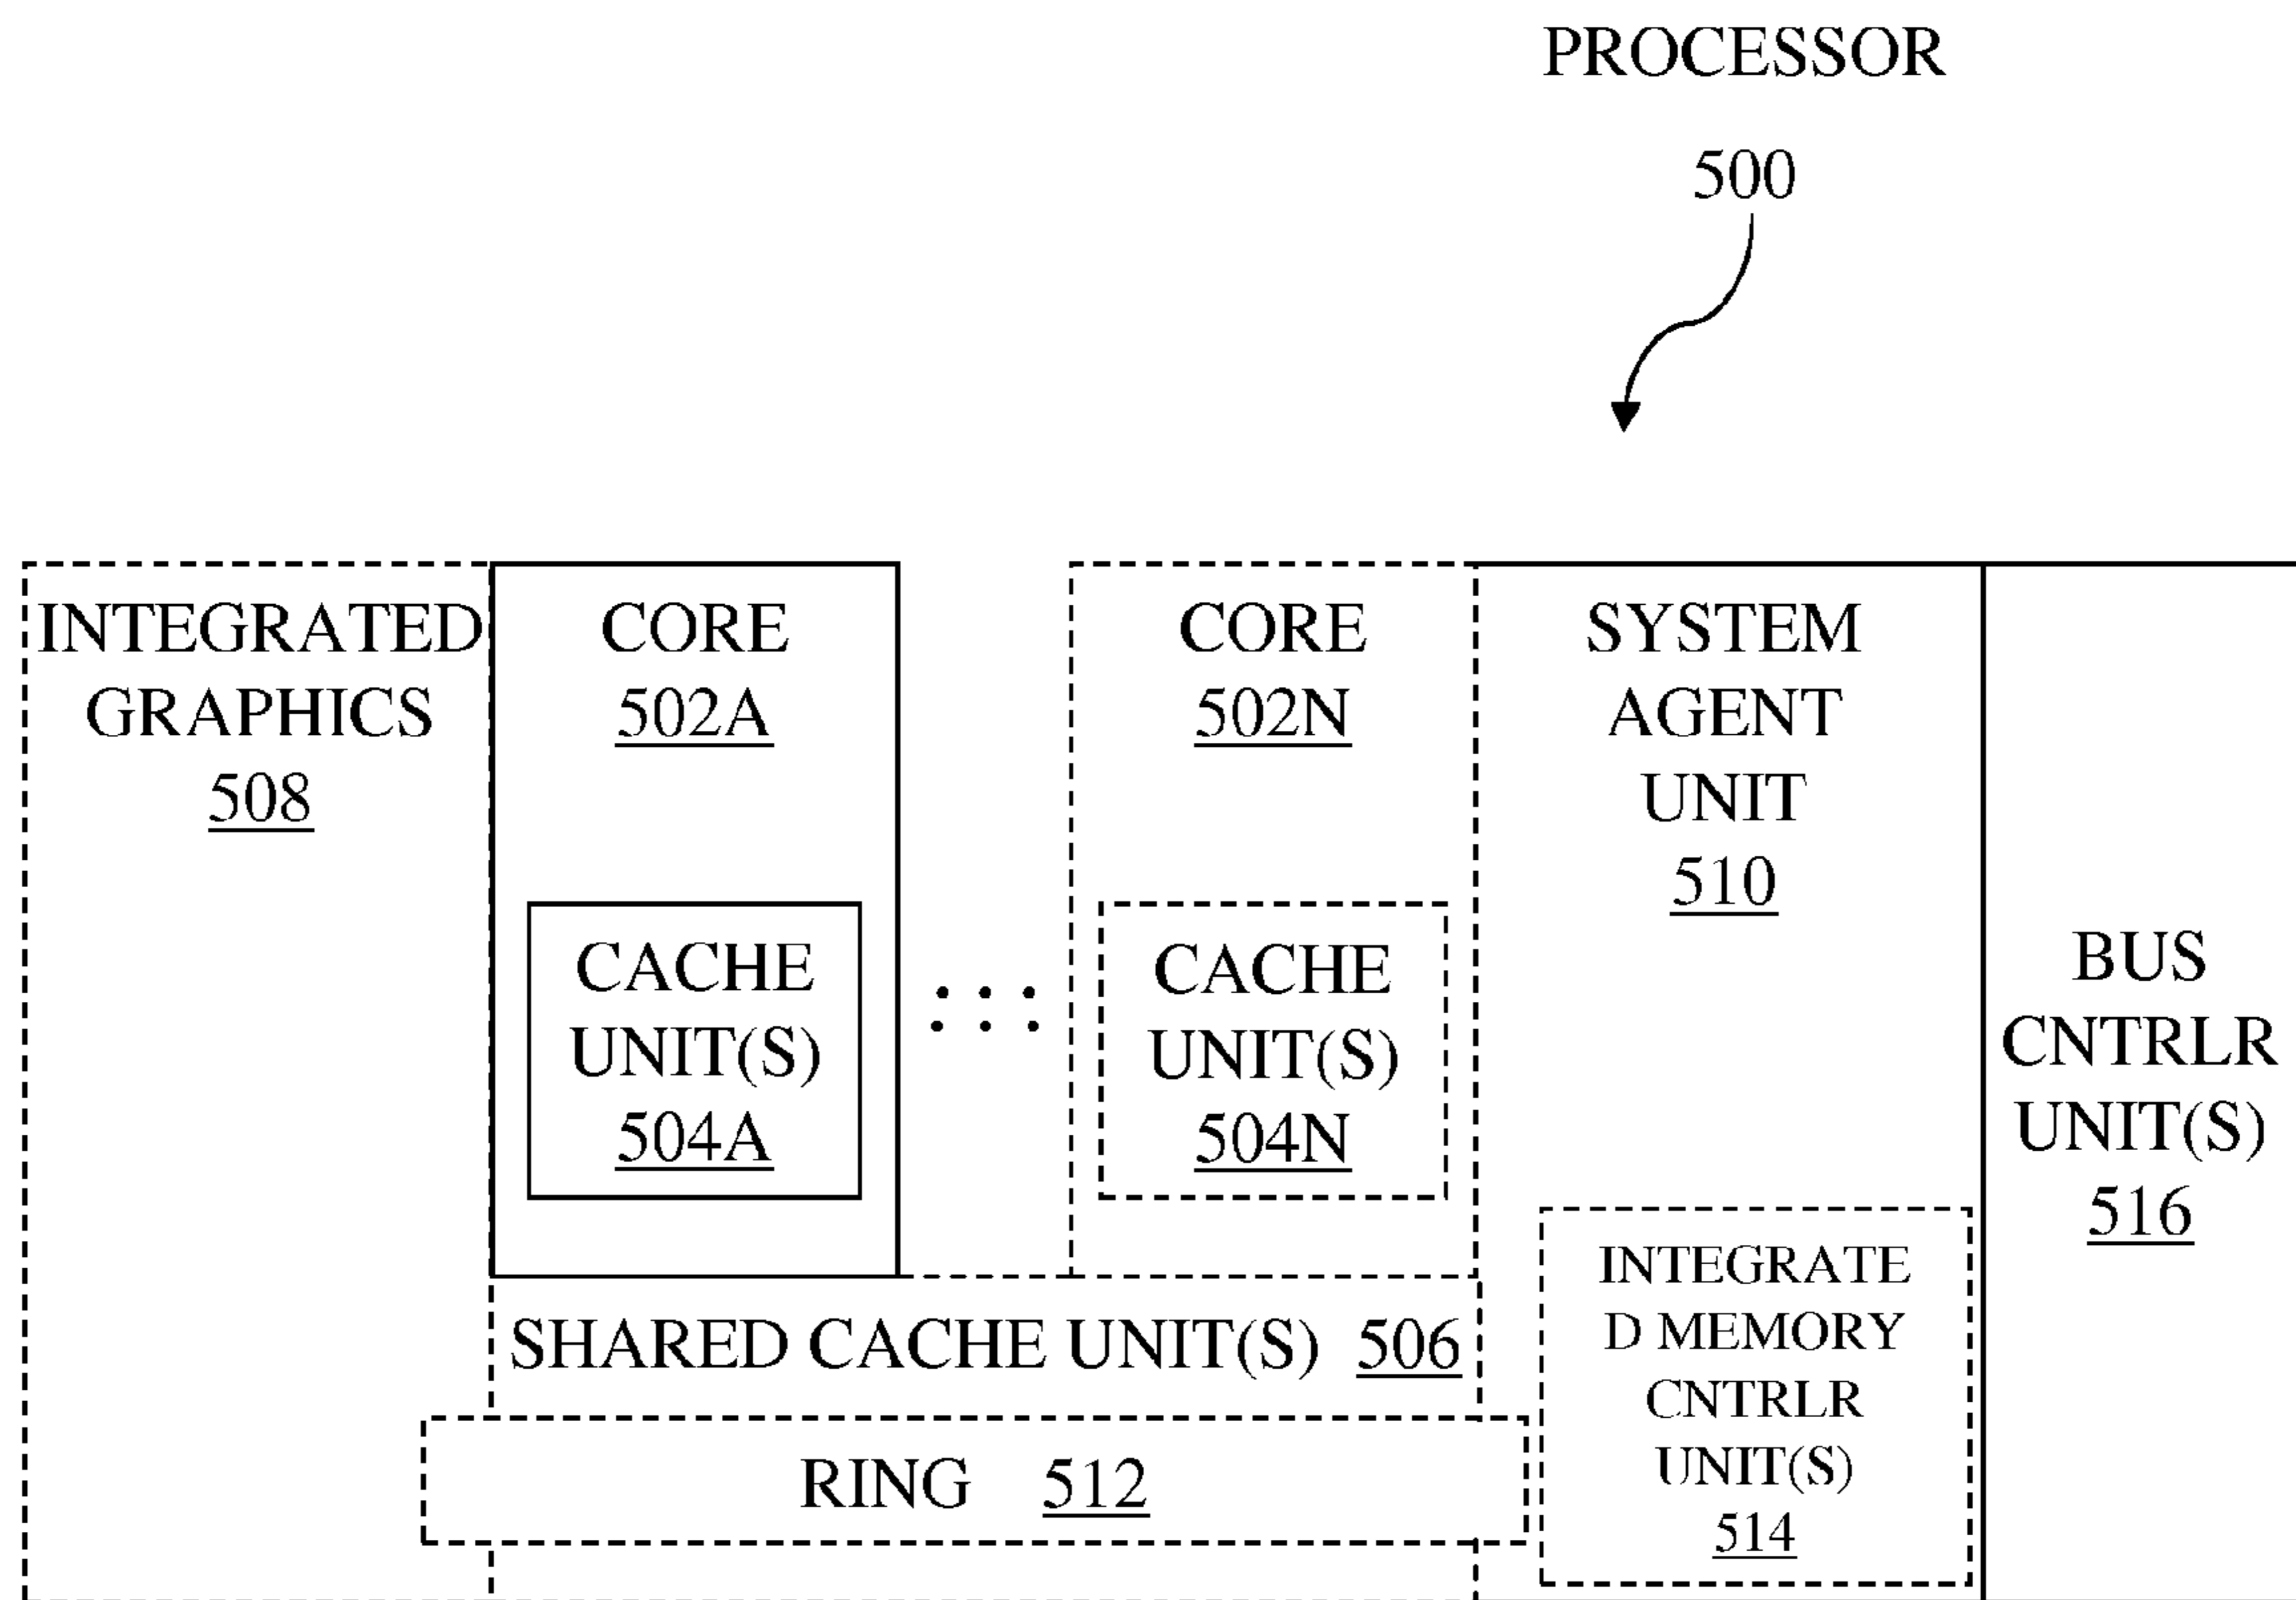 PROCESSOR
500
INTEGRATED
GRAPHICS
508
CORE
502A
CACHE
UNIT(S)
504A
CORE
502N
CACHE
UNIT(S)
504N
SYSTEM
AGENT
UNIT
510
BUS
CNTRLR
UNIT(S)
516
INTEGRATE
D MEMORY
CNTRLR
UNIT(S)
514
SHARED CACHE UNIT(S) 506
RING 512